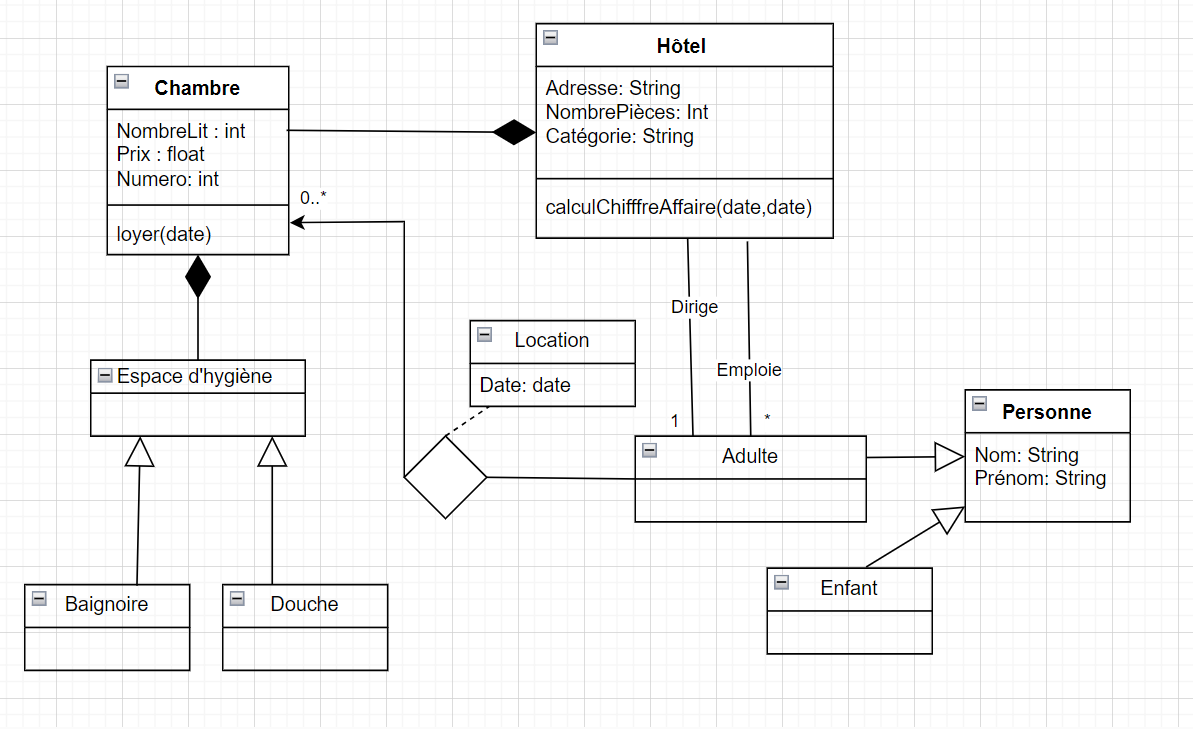 Hôtel
Adresse: String
NombrePièces: Int
Catégorie: String
calculChifffreAffaire(date,date)
Chambre
NombreLit : int
Prix : float
Numero: int
loyer(date)
0..*
Dirige
Emploie
1
*
Location
Date: date
Espace d'hygiène
Adulte
Personne
Nom: String
Prénom: String
Enfant
Baignoire
Douche